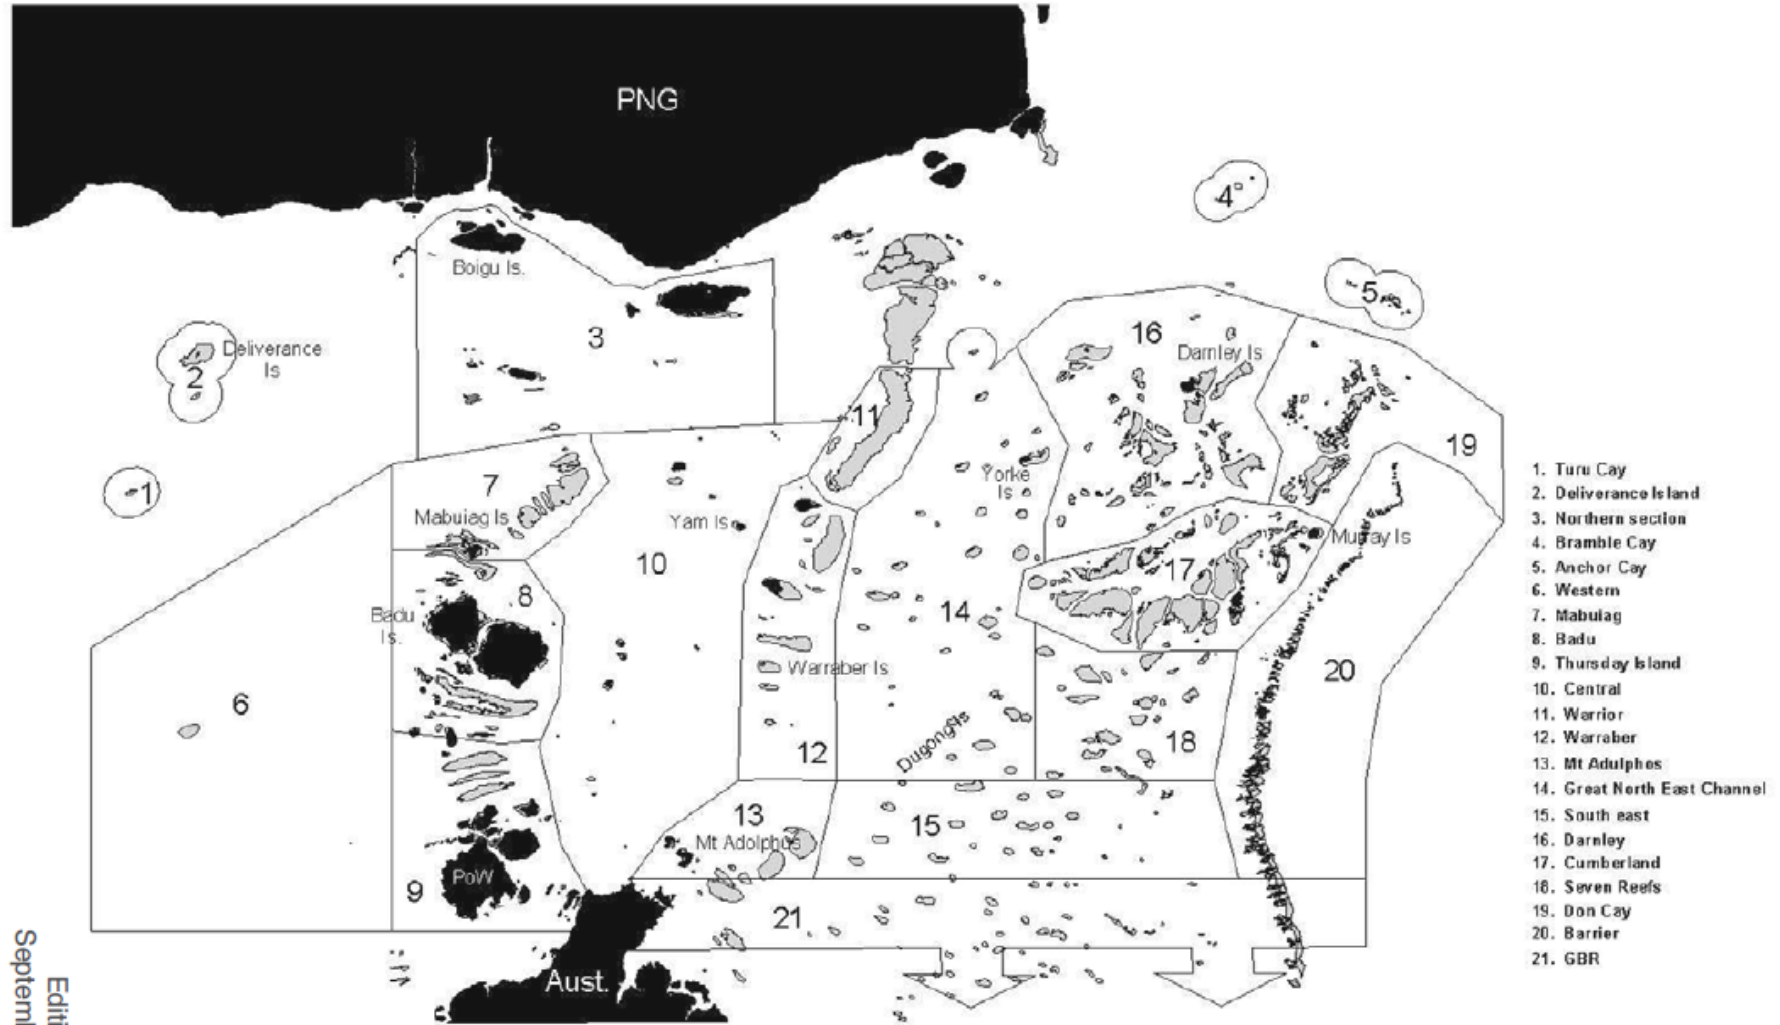 PNG
4
Boigu Is.
5
3
16
Deliverance
Is
Darnley Is
2
11
19
Yorke
Is
7
1
Mabuiag Is
Yam Is
Murray Is
10
17
8
Badu
Is.
14
Warraber Is
20
6
Dugong Is
18
12
13
15
Mt Adolphus
PoW
9
21
Aust.
1. Turu Cay
2. Deliverance Island
3. Northern section
4. Bramble Cay
5. Anchor Cay
6. Western
7. Mabuiag
8. Badu
9. Thursday Island
10. Central
11. Warrior
12. Warraber
13. Mt Adulphos
14. Great North East Channel
15. South east
16. Darnley
17. Cumberland
18. Seven Reefs
19. Don Cay
20. Barrier
21. GBR